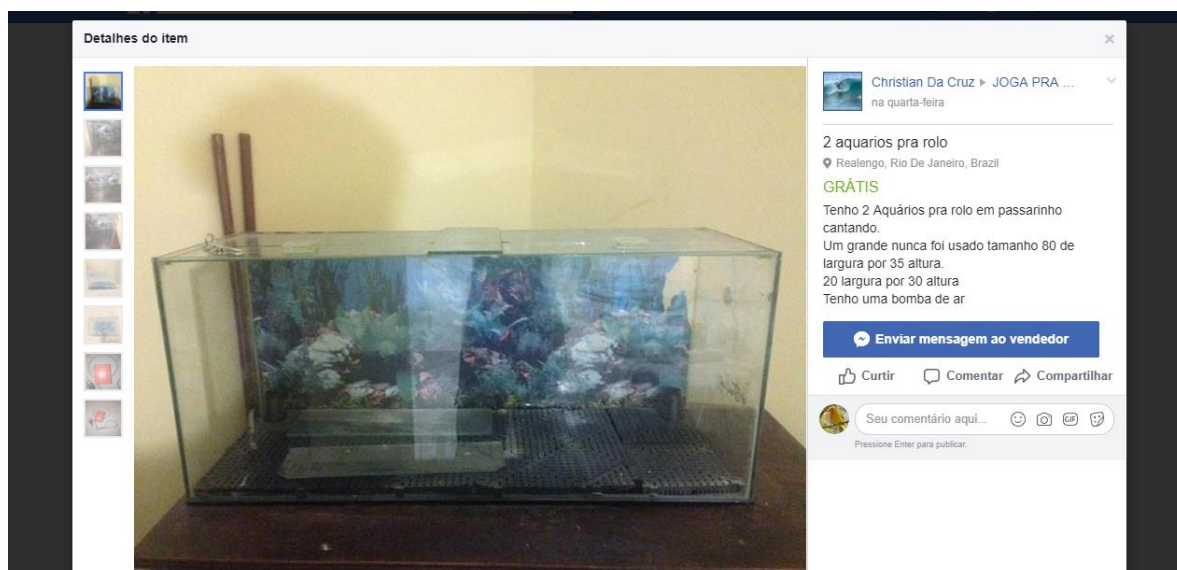 Detalhes do item
Christian Da Cruz ▸ JOGA PRA ...
na quarta-feira
2 aquarios pra rolo
Realengo, Rio De Janeiro, Brazil
GRÁTIS
Tenho 2 Aquários pra rolo em passarinho
cantando.
Um grande nunca foi usado tamanho 80 de
largura por 35 altura.
20 largura por 30 altura
Tenho uma bomba de ar
Enviar mensagem ao vendedor
Curtir Comentar Compartilhar
Seu comentário aqui... GIF
Pressione Enter para publicar.